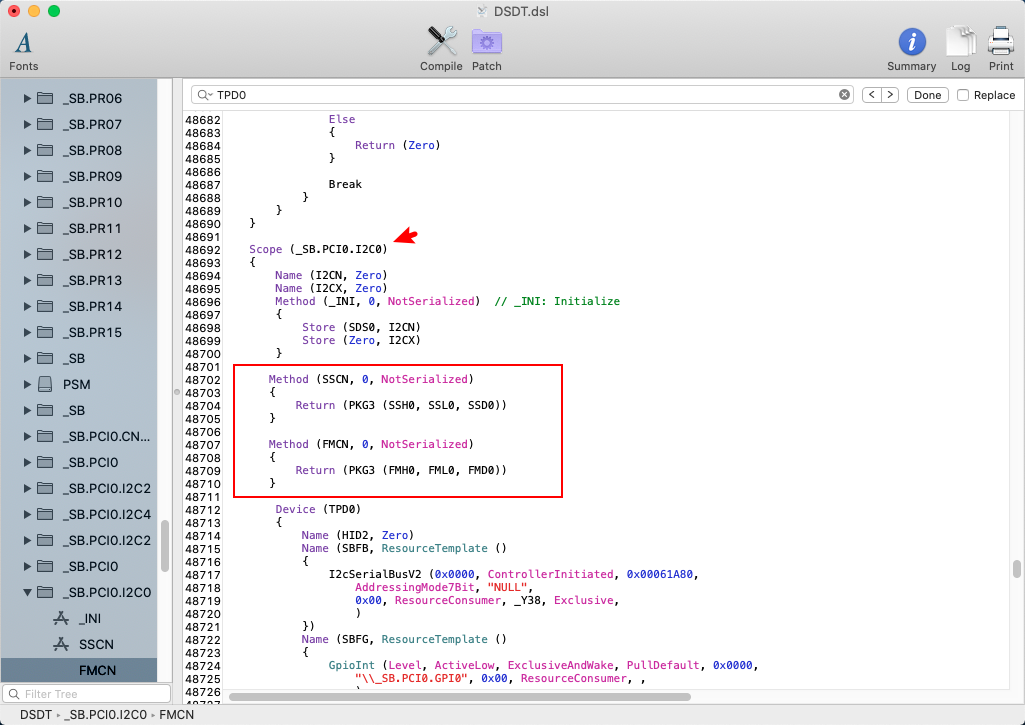 DSDT.dsl
A
Fonts
Compile
Patch
i
Summary
Log
Print
_SB.PR06
_SB.PR07
_SB.PR08
_SB.PR09
_SB.PR10
_SB.PR11
_SB.PR12
_SB.PR13
_SB.PR14
_SB.PR15
_SB
PSM
_SB
_SB.PCI0.CN...
_SB.PCI0
_SB.PCI0.I2C2
_SB.PCI0.I2C4
_SB.PCI0.I2C2
_SB.PCI0
_SB.PCI0.I2C0
_INI
SSCN
FMCN
Filter Tree
TPD0
< > Done Replace
48682 Else
48683 {
48684 Return (Zero)
48685 }
48686
48687 Break
48688 }
48689 }
48690 }
48691
48692 Scope (_SB.PCI0.I2C0)
48693 {
48694 Name (I2CN, Zero)
48695 Name (I2CX, Zero)
48696 Method (_INI, 0, NotSerialized) // _INI: Initialize
48697 {
48698 Store (SDS0, I2CN)
48699 Store (Zero, I2CX)
48700 }
48701
48702 Method (SSCN, 0, NotSerialized)
48703 {
48704 Return (PKG3 (SSH0, SSL0, SSD0))
48705 }
48706
48707 Method (FMCN, 0, NotSerialized)
48708 {
48709 Return (PKG3 (FMH0, FML0, FMD0))
48710 }
48711
48712 Device (TPD0)
48713 {
48714 Name (HID2, Zero)
48715 Name (SBFB, ResourceTemplate ()
48716 {
48717 I2cSerialBusV2 (0x0000, ControllerInitiated, 0x00061A80,
48718 AddressingMode7Bit, "NULL",
48719 0x00, ResourceConsumer, _Y38, Exclusive,
48720 )
48721 })
48722 Name (SBFG, ResourceTemplate ()
48723 {
48724 GpioInt (Level, ActiveLow, ExclusiveAndWake, PullDefault, 0x0000,
48725 "\\_SB.PCI0.GPI0", 0x00, ResourceConsumer, ,
48726 )
48727
DSDT › _SB.PCI0.I2C0 › FMCN